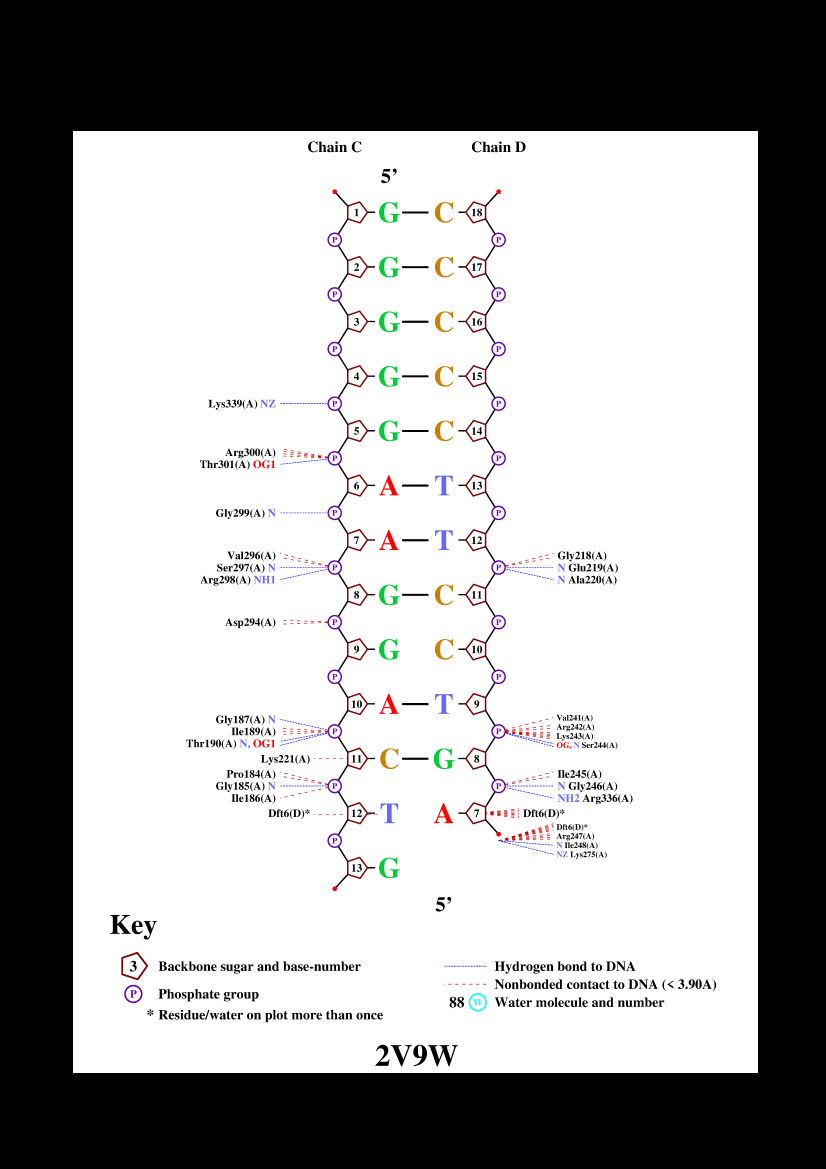 Chain C Chain D
5’
1 G C 18
P P
2 G C 17
P P
3 G C 16
P P
4 G C 15
Lys339(A) NZ P P
5 G C 14
Arg300(A)
P P
Thr301(A) OG1
6 A T 13
Gly299(A) N P P
7 A T 12
Val296(A) Gly218(A)
Ser297(A) N P P N Glu219(A)
Arg298(A) NH1 N Ala220(A)
8 G C 11
Asp294(A) P P
9 G C 10
P P
10 A T 9
Gly187(A) N Val241(A)
Arg242(A)
Ile189(A) P P
Lys243(A)
Thr190(A) N, OG1 OG, N Ser244(A)
Lys221(A) 11 C G 8
Pro184(A) Ile245(A)
Gly185(A) N P P N Gly246(A)
Ile186(A) NH2 Arg336(A)
Dft6(D)* 12 T A 7 Dft6(D)*
Dft6(D)*
P Arg247(A)
N Ile248(A)
NZ Lys275(A)
13 G
5’
Key
3 Backbone sugar and base-number
Hydrogen bond to DNA
Nonbonded contact to DNA (< 3.90A)
P Phosphate group
88 W Water molecule and number
* Residue/water on plot more than once
2V9W